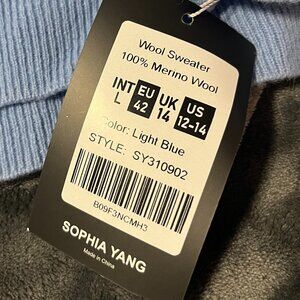 Wool Sweater
100% Merino Wool
INT EU UK US
L 42 14 12-14
Color: Light Blue
STYLE: SY310902
B09F3NCMH3
SOPHIA YANG
Made in China